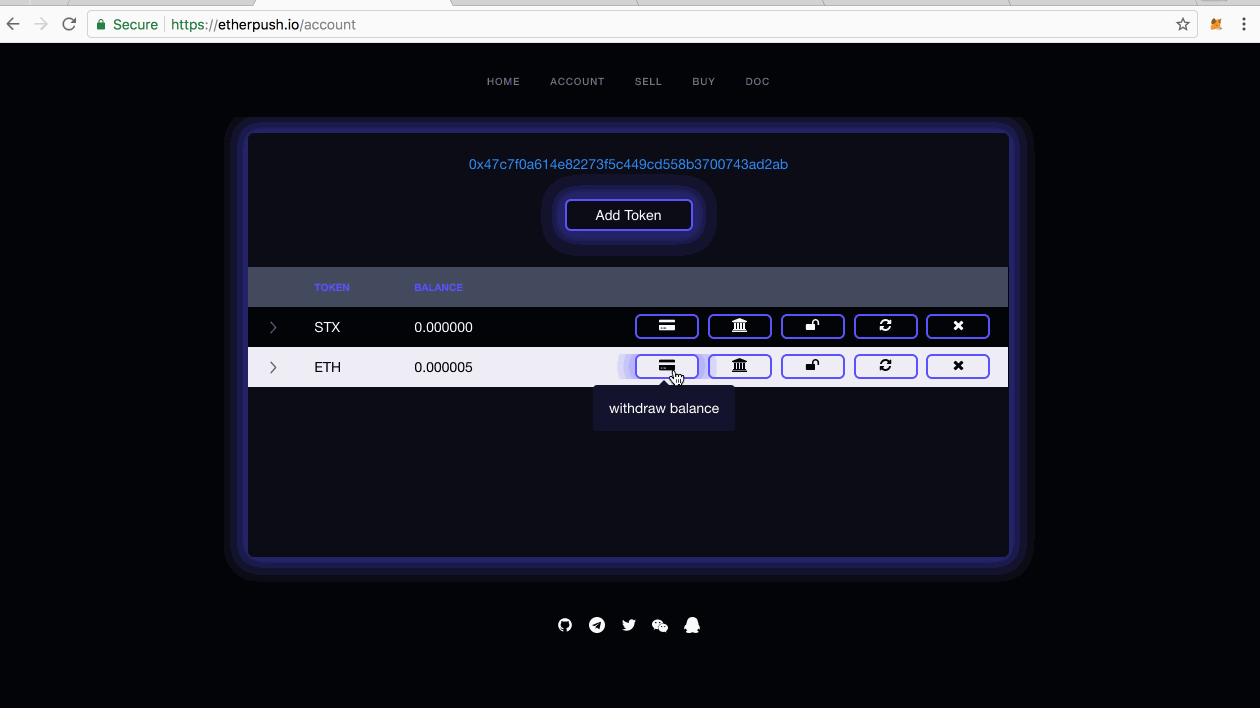 Secure https://etherpush.io/account
HOME ACCOUNT SELL BUY DOC
0x47c7f0a614e82273f5c449cd558b3700743ad2ab
Add Token
TOKEN BALANCE
STX 0.000000
ETH 0.000005
withdraw balance